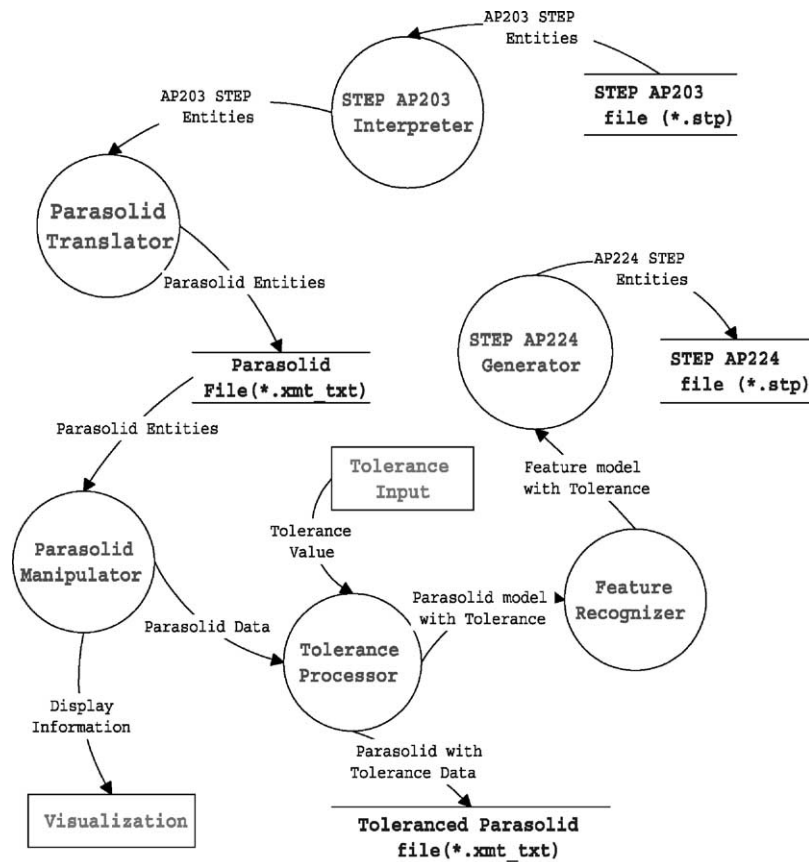 AP203 STEP
Entities
STEP AP203
Interpreter
STEP AP203
file (*.stp)
AP203 STEP
Entities
Parasolid
Translator
Parasolid Entities
Parasolid
File(*.xmt_txt)
AP224 STEP
Entities
STEP AP224
Generator
STEP AP224
file (*.stp)
Parasolid Entities
Tolerance
Input
Feature model
with Tolerance
Tolerance
Value
Parasolid
Manipulator
Parasolid Data
Tolerance
Processor
Parasolid model
with Tolerance
Feature
Recognizer
Display
Information
Visualization
Parasolid with
Tolerance Data
Toleranced Parasolid
file(*.xmt_txt)